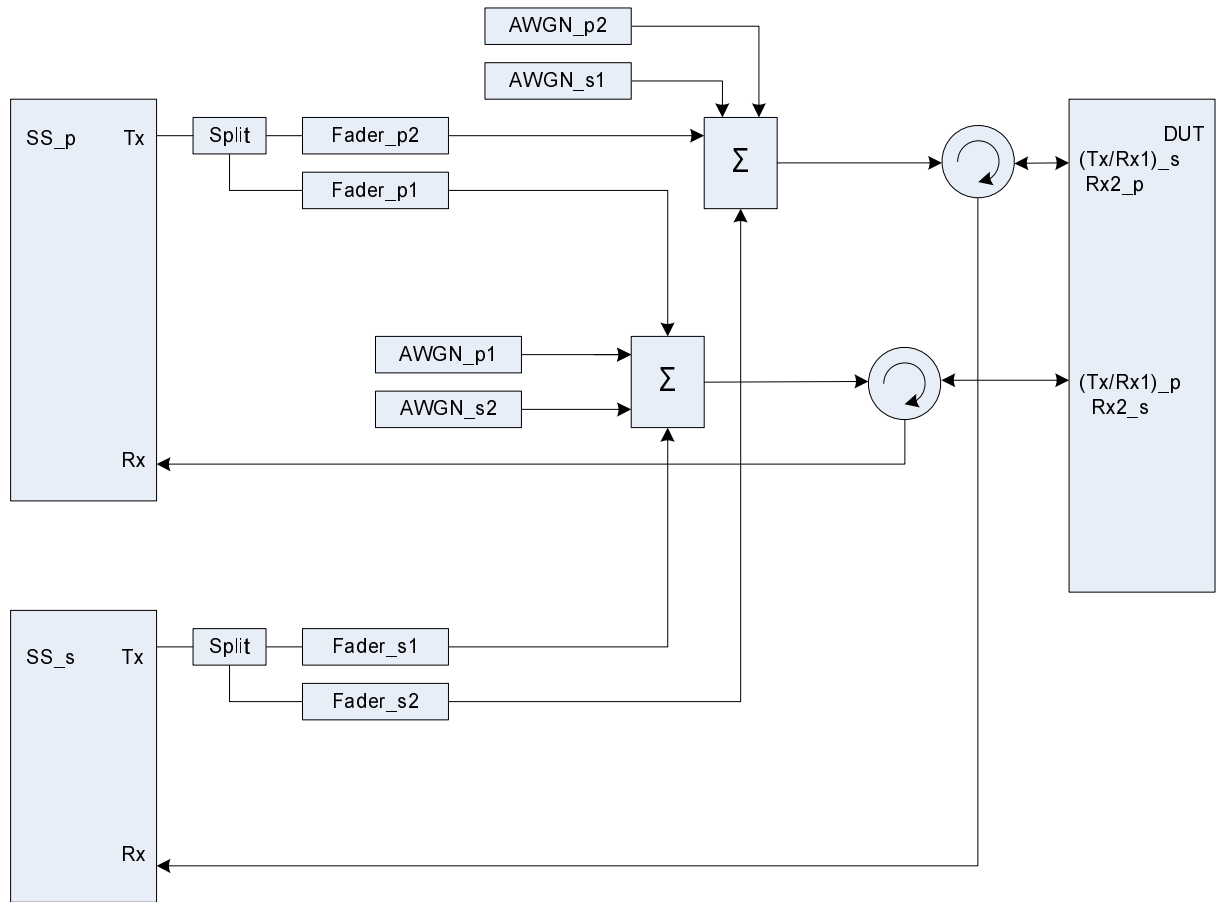 AWGN_p2
AWGN_s1
SS_p
Tx
Split
Fader_p2
Fader_p1
Σ
DUT
(Tx/Rx1)_s
Rx2_p
AWGN_p1
AWGN_s2
Σ
(Tx/Rx1)_p
Rx2_s
Rx
SS_s
Tx
Split
Fader_s1
Fader_s2
Rx